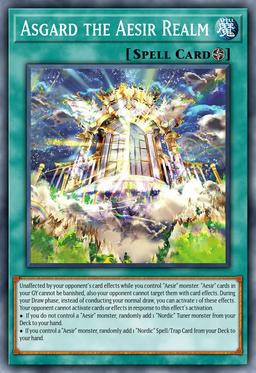 Asgard the Aesir Realm
[Spell Card]
Unaffected by your opponent's card effects while you control "Aesir" monster. "Aesir" cards in
your GY cannot be banished, also your opponent cannot target them with card effects. During
your Draw phase, instead of conducting your normal draw, you can activate 1 of these effects.
Your opponent cannot activate cards or effects in response to this effect's activation.
● If you do not control a "Aesir" monster, randomly add 1 "Nordic" Tuner monster from your
Deck to your hand.
● If you control a "Aesir" monster, randomly add 1 "Nordic" Spell/Trap Card from your Deck to
your hand.